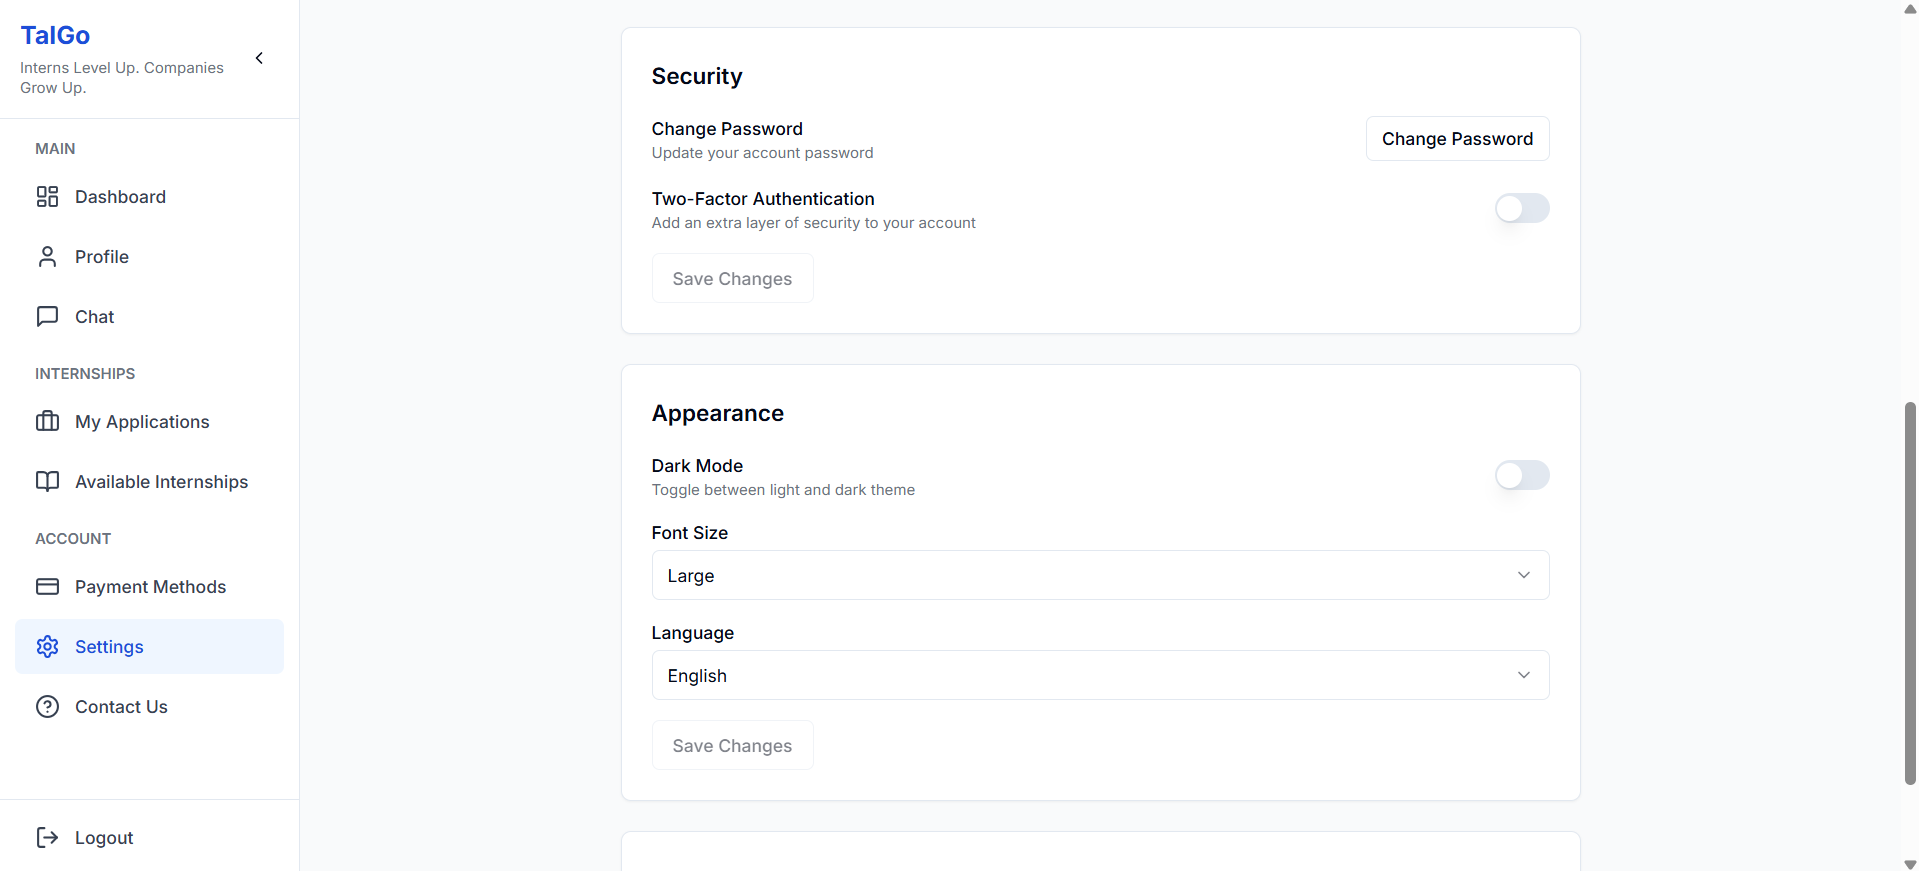 TalGo
Interns Level Up. Companies
Grow Up.
MAIN
Dashboard
Profile
Chat
INTERNSHIPS
My Applications
Available Internships
ACCOUNT
Payment Methods
Settings
Contact Us
Logout
Security
Change Password
Update your account password
Change Password
Two-Factor Authentication
Add an extra layer of security to your account
Save Changes
Appearance
Dark Mode
Toggle between light and dark theme
Font Size
Large
Language
English
Save Changes